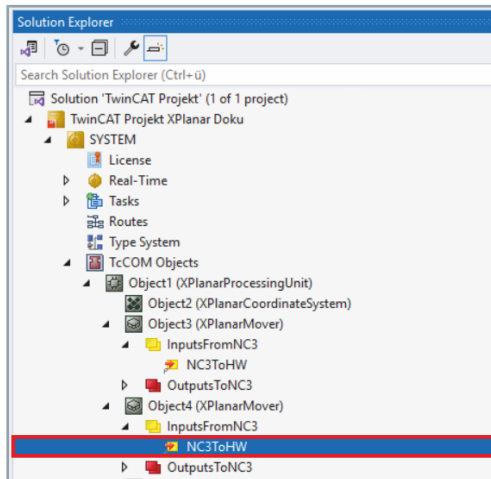 Solution Explorer
Search Solution Explorer (Ctrl+ü)
Solution 'TwinCAT Projekt' (1 of 1 project)
TwinCAT Projekt XPlanar Doku
SYSTEM
License
Real-Time
Tasks
Routes
Type System
TcCOM Objects
Object1 (XPlanarProcessingUnit)
Object2 (XPlanarCoordinateSystem)
Object3 (XPlanarMover)
InputsFromNC3
NC3ToHW
OutputsToNC3
Object4 (XPlanarMover)
InputsFromNC3
NC3ToHW
OutputsToNC3